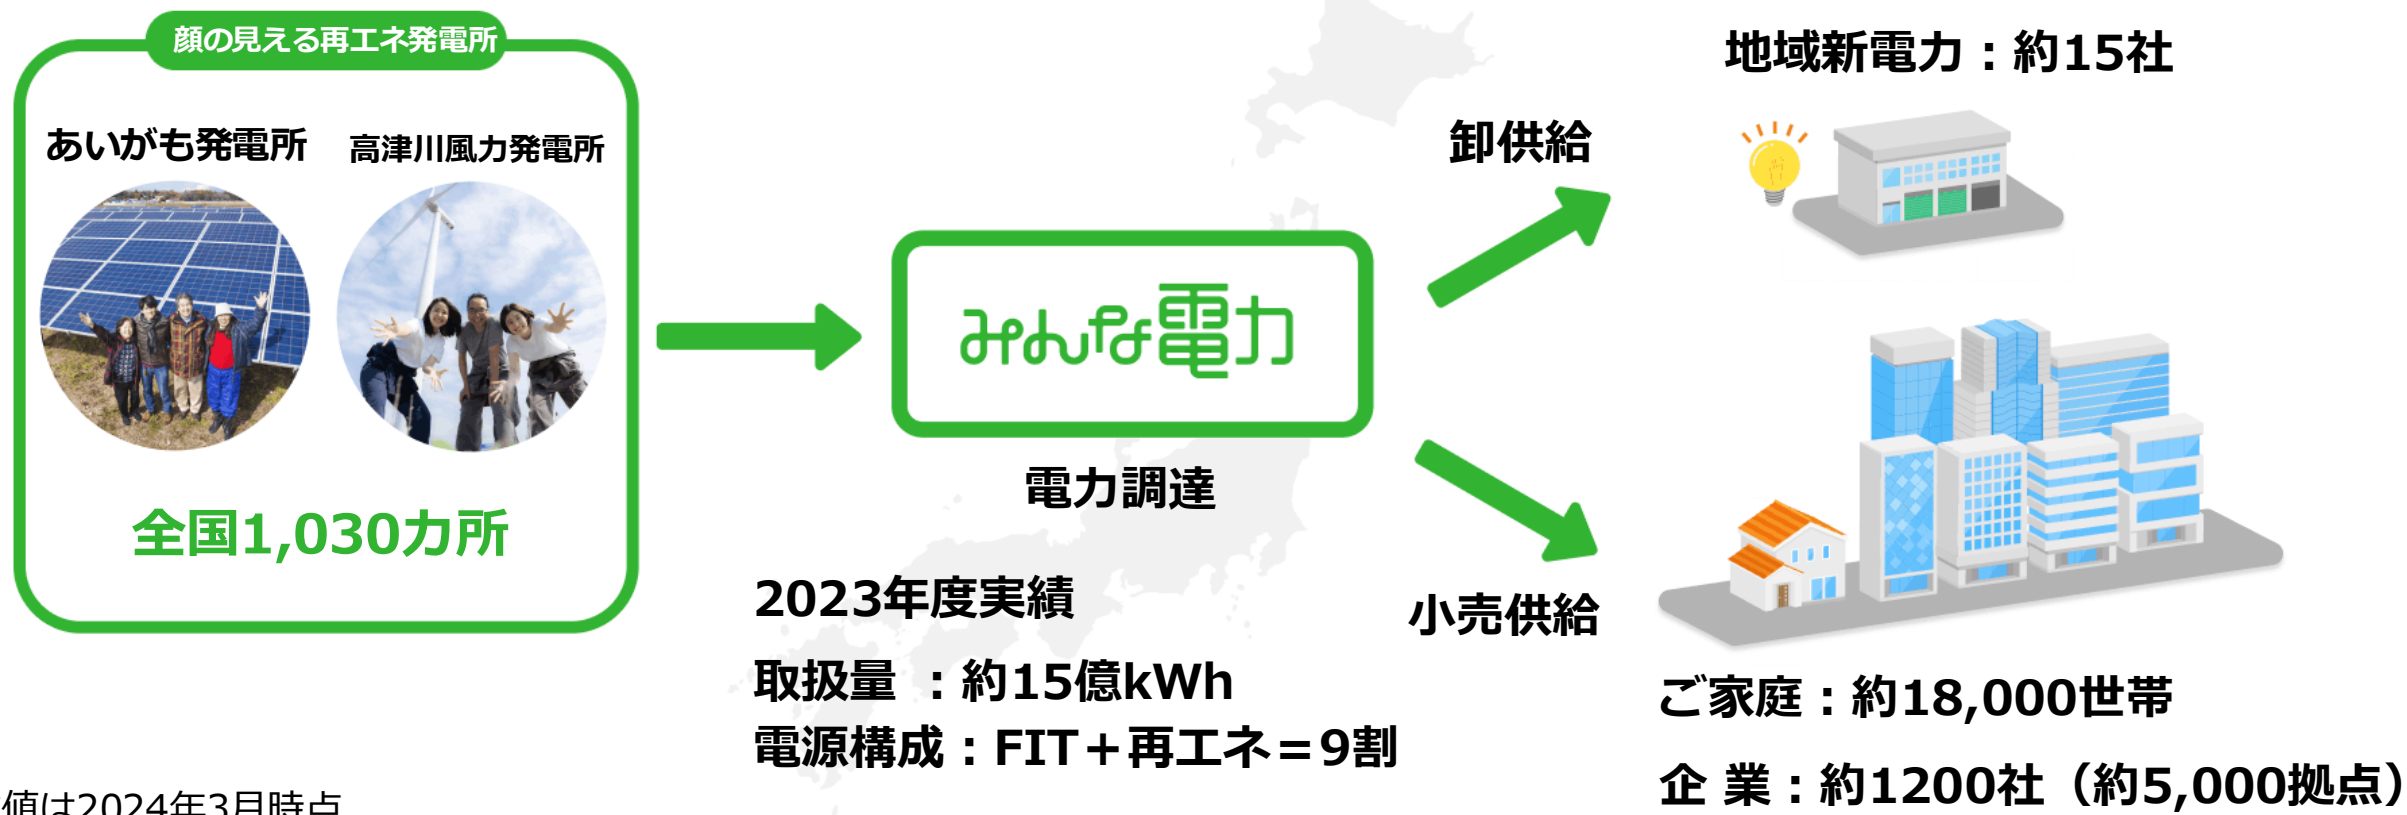 顔の見える再エネ発電所
あいがも発電所
高津川風力発電所
全国1,030カ所
みんな電力
電力調達
2023年度実績
取扱量 ：約15億kWh
電源構成：FIT＋再エネ＝9割
卸供給
地域新電力：約15社
小売供給
ご家庭：約18,000世帯
企 業：約1200社（約5,000拠点）
値は2024年3月時点